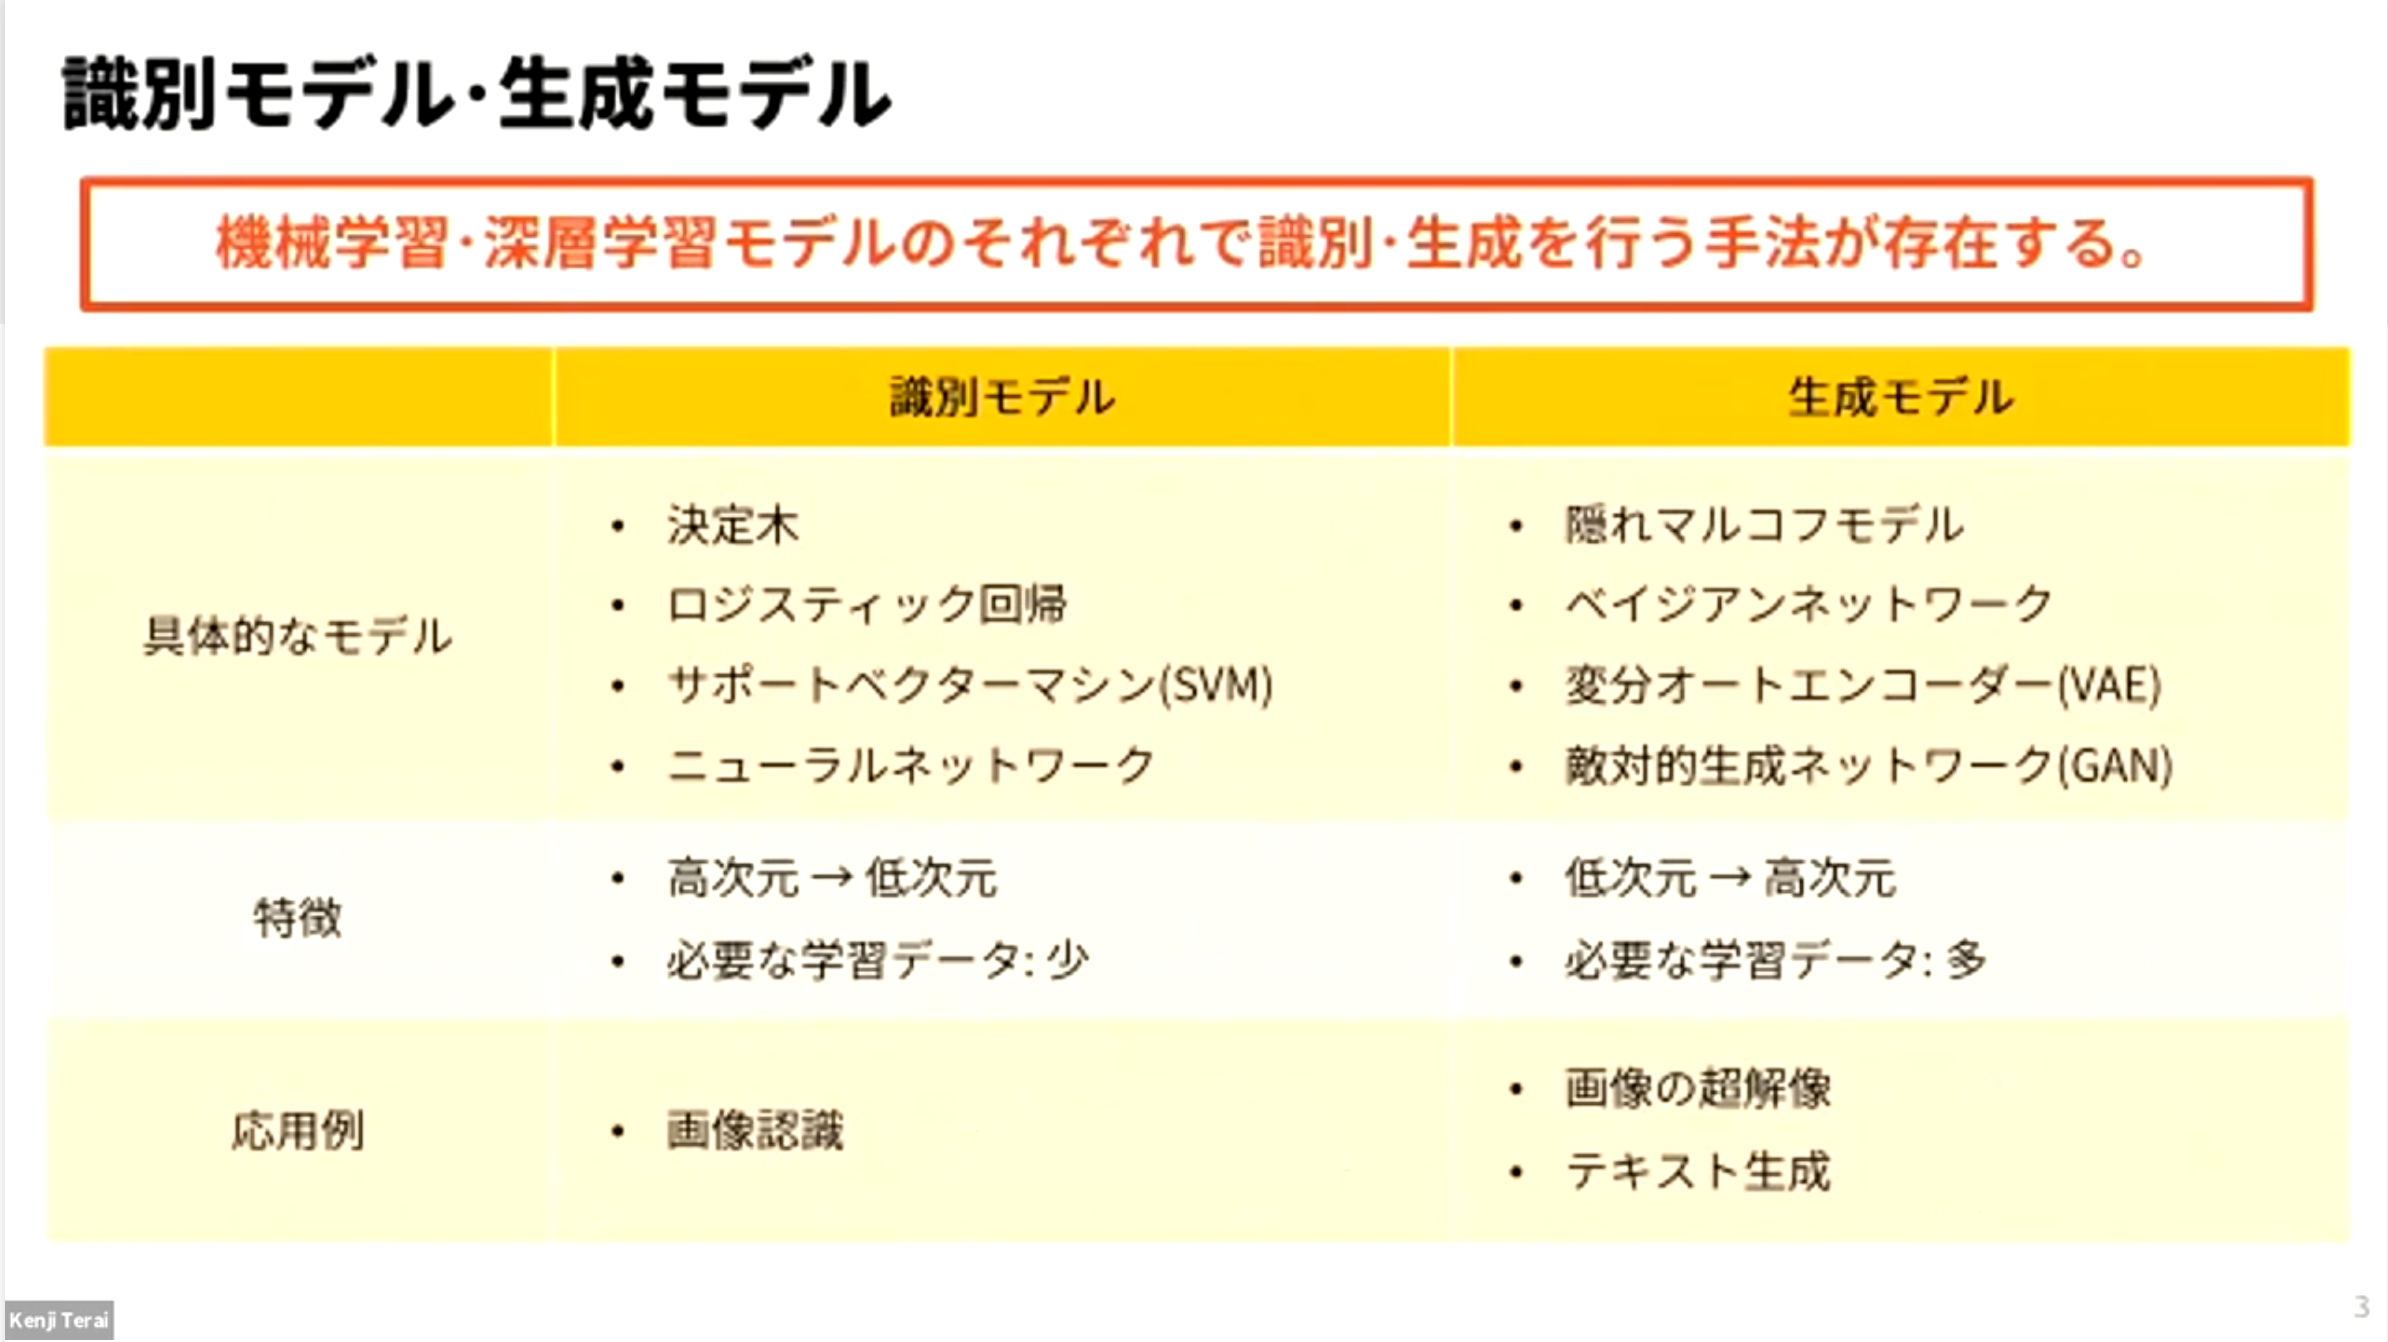 識別モデル・生成モデル
機械学習・深層学習モデルのそれぞれで識別・生成を行う手法が存在する。
識別モデル
生成モデル
具体的なモデル
• 決定木
• ロジスティック回帰
• サポートベクターマシン(SVM)
• ニューラルネットワーク
• 隠れマルコフモデル
• ベイジアンネットワーク
• 変分オートエンコーダー(VAE)
• 敵対的生成ネットワーク(GAN)
特徴
• 高次元 → 低次元
• 必要な学習データ: 少
• 低次元 → 高次元
• 必要な学習データ: 多
応用例
• 画像認識
• 画像の超解像
• テキスト生成
Kenji Terai
3